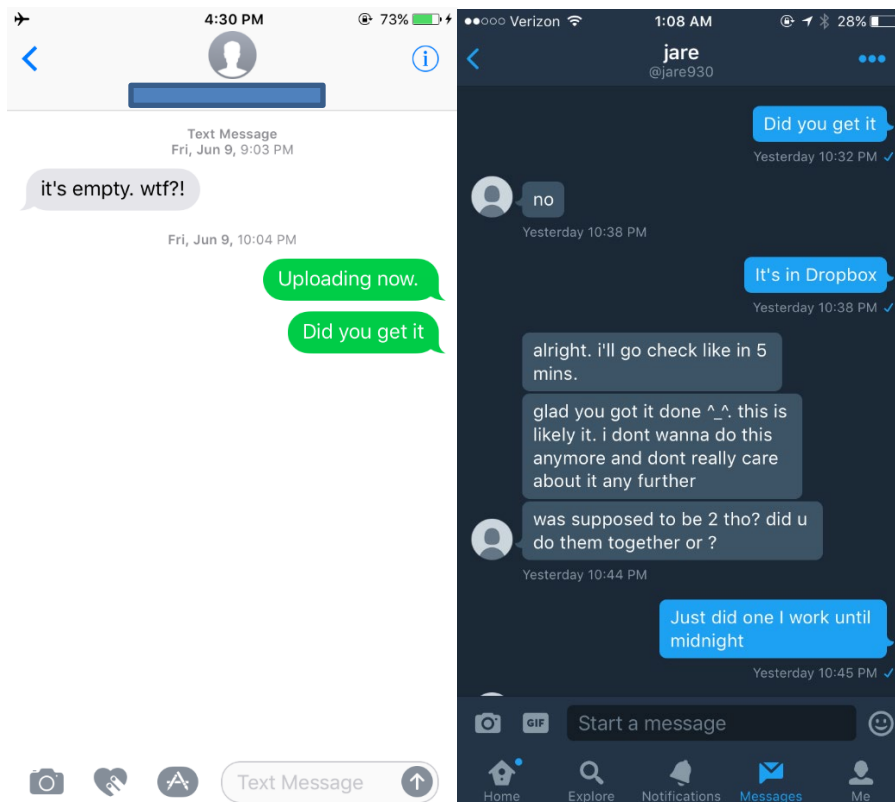 4:30 PM
73%
Text Message
Fri, Jun 9, 9:03 PM
it's empty. wtf?!
Fri, Jun 9, 10:04 PM
Uploading now.
Did you get it
Text Message
Verizon
1:08 AM
28%
jare
@jare930
Did you get it
Yesterday 10:32 PM
no
Yesterday 10:38 PM
It's in Dropbox
Yesterday 10:38 PM
alright. i'll go check like in 5
mins.
glad you got it done ^_^. this is
likely it. i dont wanna do this
anymore and dont really care
about it any further
was supposed to be 2 tho? did u
do them together or ?
Yesterday 10:44 PM
Just did one I work until
midnight
Yesterday 10:45 PM
GIF
Start a message
Home
Explore
Notifications
Messages
Me